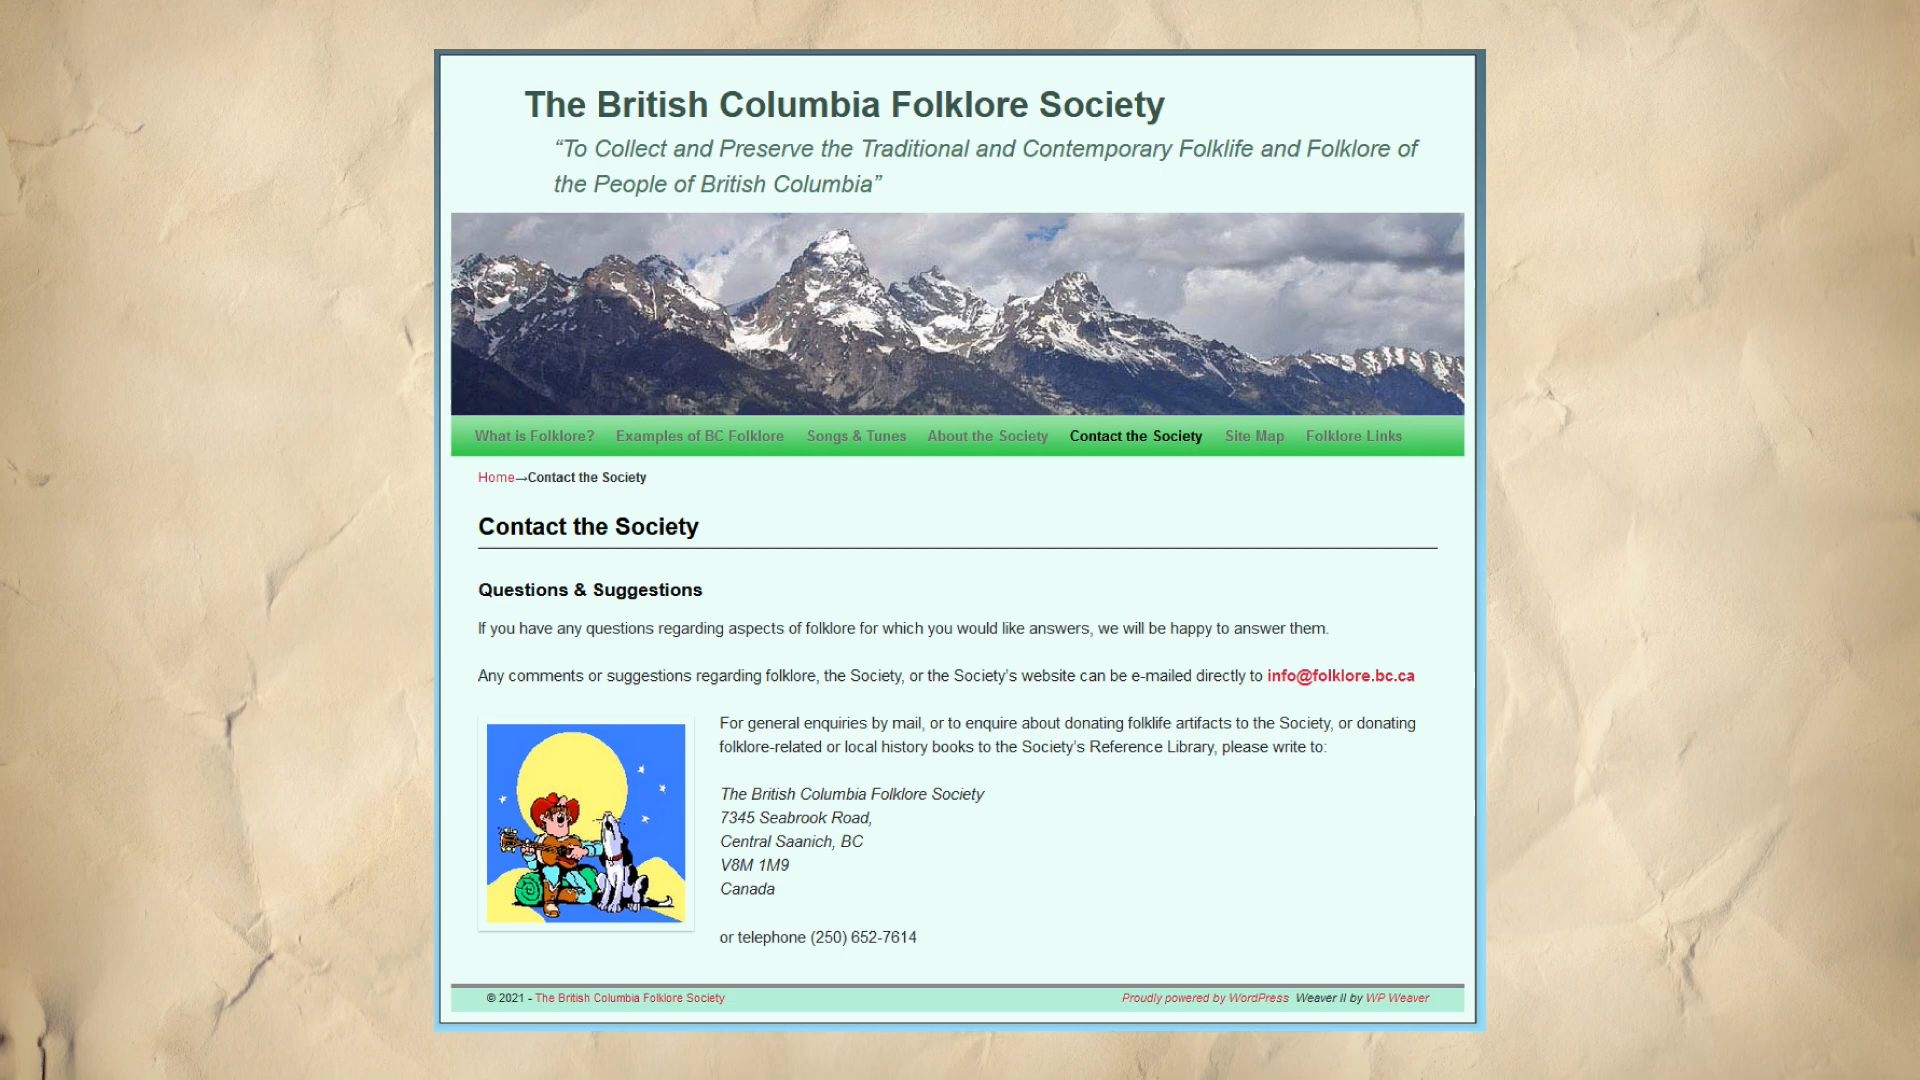 The British Columbia Folklore Society
“To Collect and Preserve the Traditional and Contemporary Folklife and Folklore of
the People of British Columbia”
What is Folklore? Examples of BC Folklore Songs & Tunes About the Society Contact the Society Site Map Folklore Links
Home→Contact the Society
Contact the Society
Questions & Suggestions
If you have any questions regarding aspects of folklore for which you would like answers, we will be happy to answer them.
Any comments or suggestions regarding folklore, the Society, or the Society’s website can be e-mailed directly to info@folklore.bc.ca
For general enquiries by mail, or to enquire about donating folklife artifacts to the Society, or donating
folklore-related or local history books to the Society’s Reference Library, please write to:
The British Columbia Folklore Society
7345 Seabrook Road,
Central Saanich, BC
V8M 1M9
Canada
or telephone (250) 652-7614
© 2021 - The British Columbia Folklore Society Proudly powered by WordPress Weaver II by WP Weaver